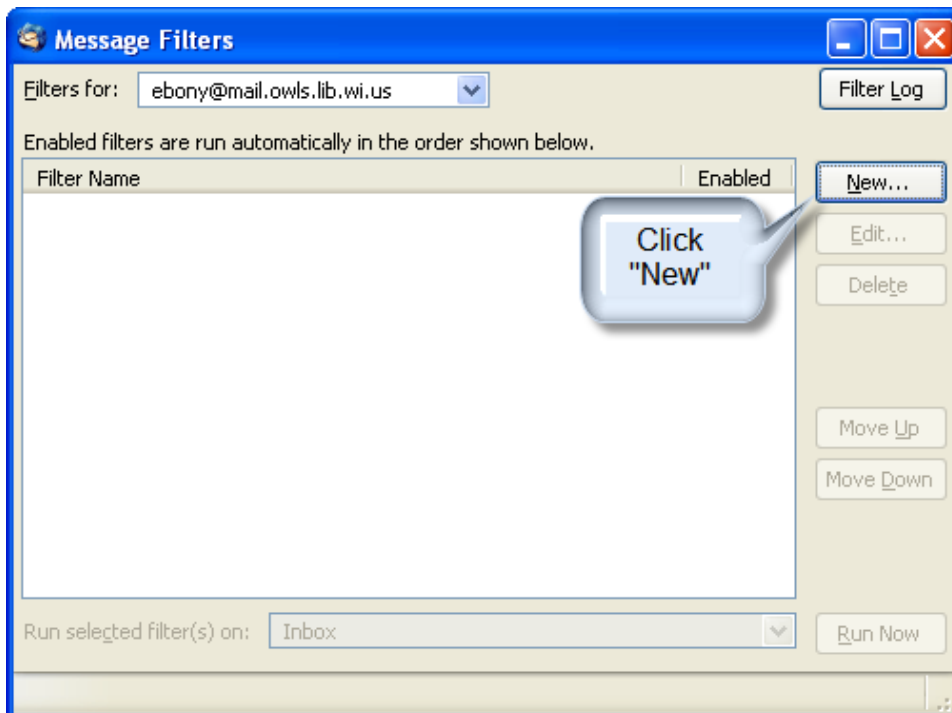 Message Filters
Filters for: ebony@mail.owls.lib.wi.us Filter Log
Enabled filters are run automatically in the order shown below.
Filter Name Enabled New...
Click
"New"
Edit...
Delete
Move Up
Move Down
Run selected filter(s) on: Inbox Run Now